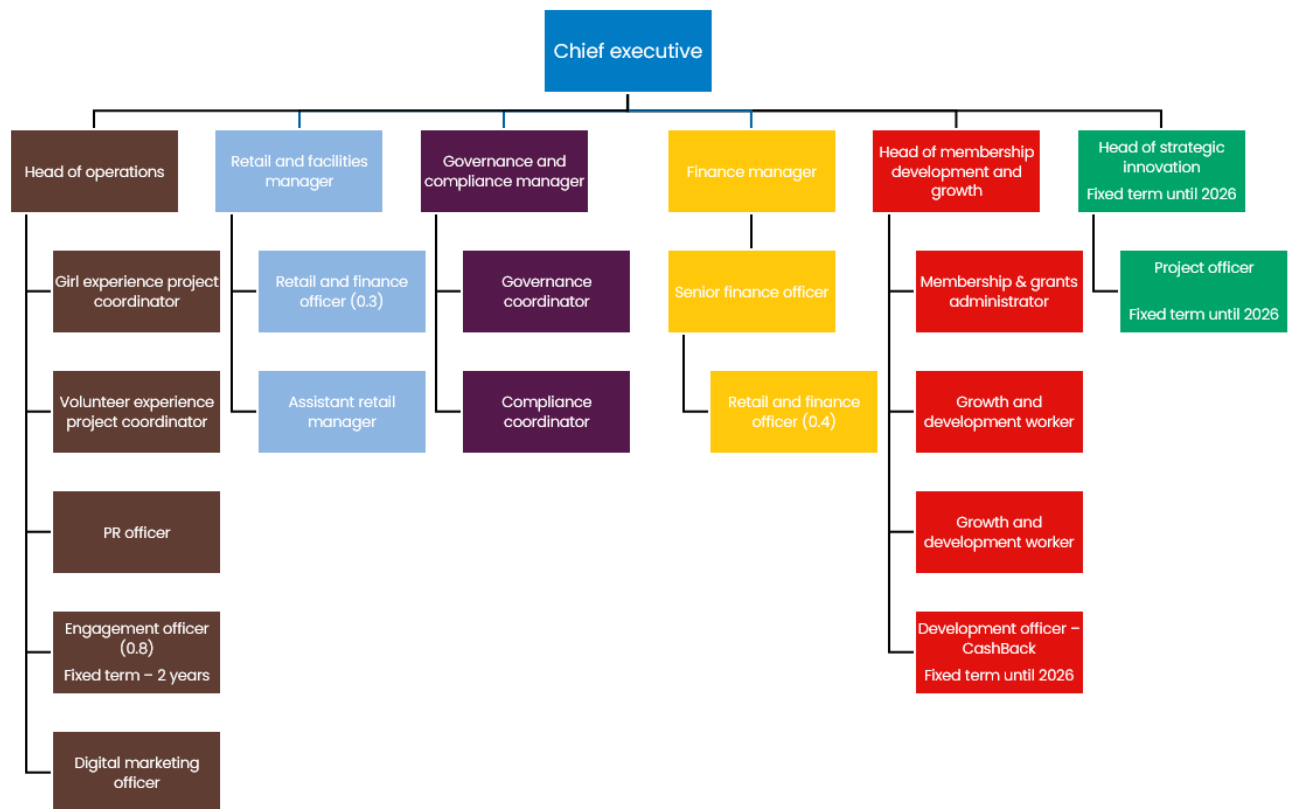 Chief executive
Head of operations
Retail and facilities
manager
Governance and
compliance manager
Finance manager
Head of membership
development and
growth
Head of strategic
innovation
Fixed term until 2026
Girl experience project
coordinator
Retail and finance
officer (0.3)
Governance
coordinator
Senior finance officer
Membership & grants
administrator
Project officer
Fixed term until 2026
Volunteer experience
project coordinator
Assistant retail
manager
Compliance
coordinator
Retail and finance
officer (0.4)
Growth and
development worker
PR officer
Growth and
development worker
Engagement officer
(0.8)
Fixed term – 2 years
Development officer –
CashBack
Fixed term until 2026
Digital marketing
officer